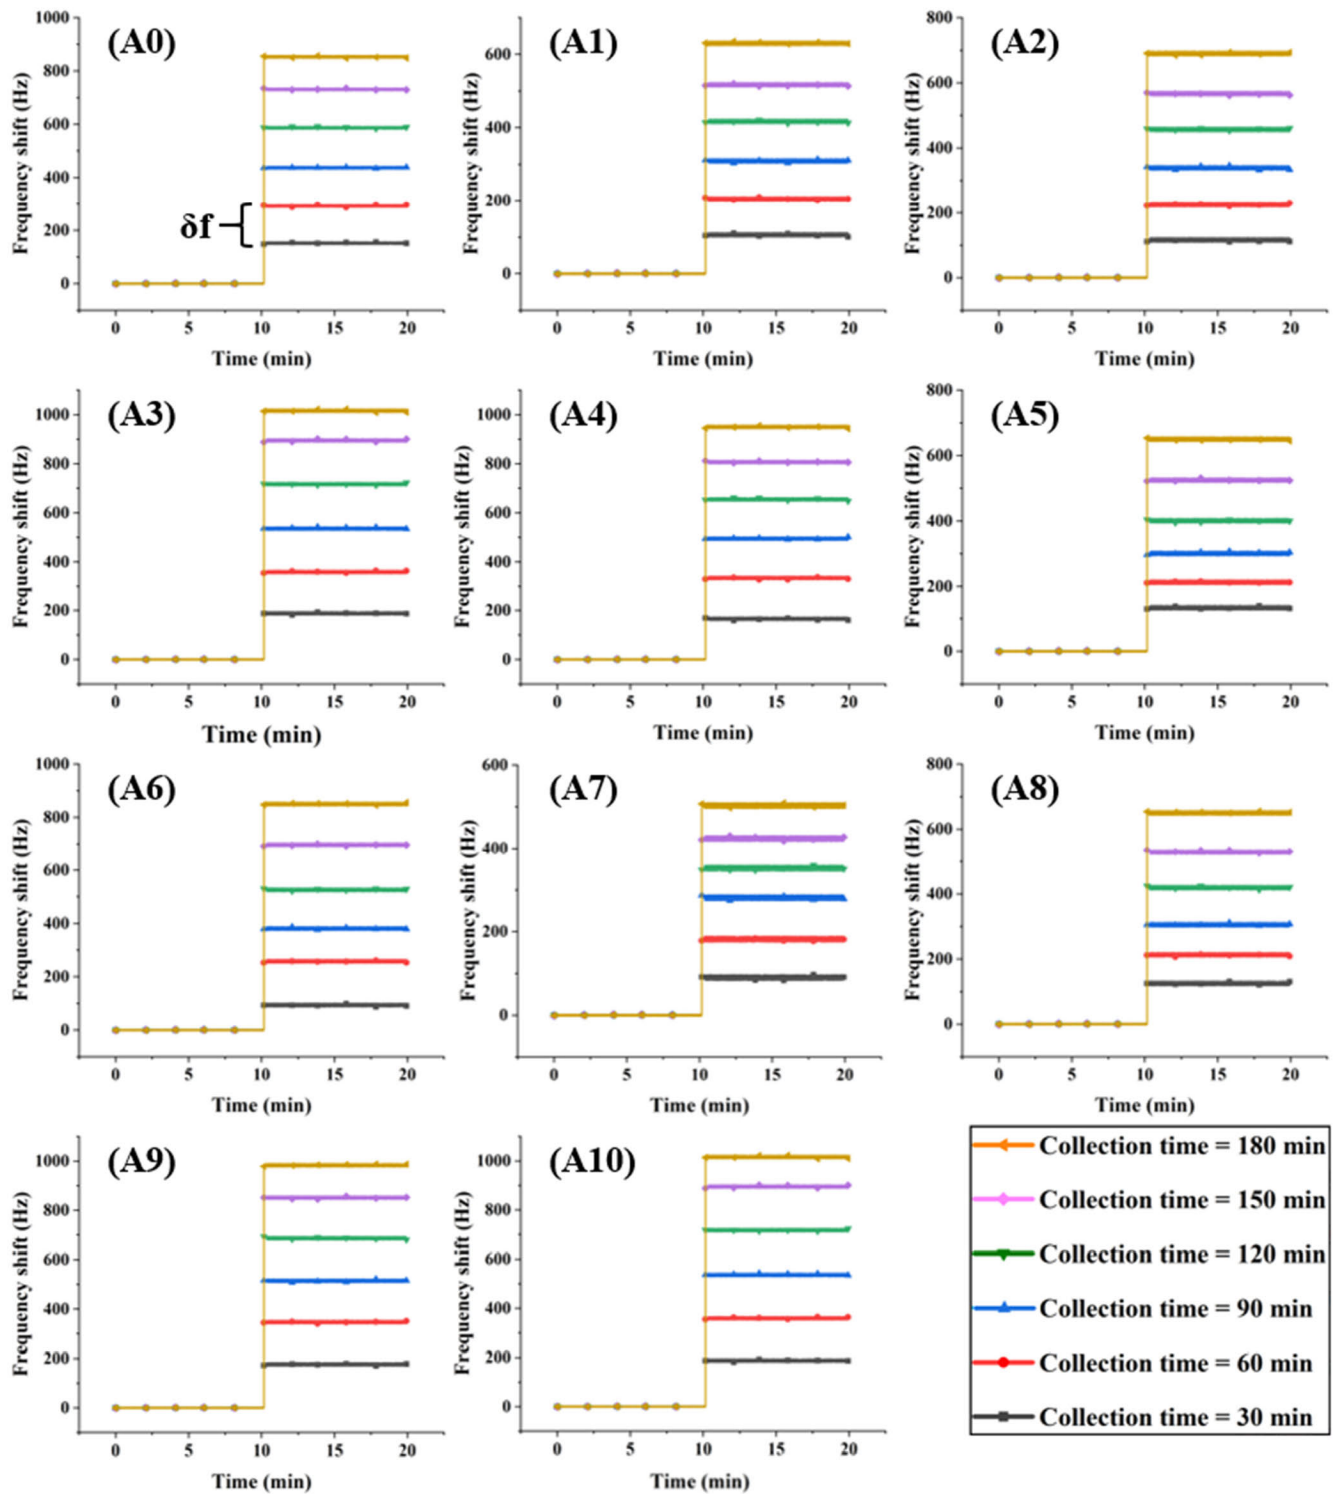 (A0)
1000
800
600
400
200
0
Frequency shift (Hz)
δf
0 5 10 15 20
Time (min)
(A1)
600
400
200
0
Frequency shift (Hz)
0 5 10 15 20
Time (min)
(A2)
800
600
400
200
0
Frequency shift (Hz)
0 5 10 15 20
Time (min)
(A3)
1000
800
600
400
200
0
Frequency shift (Hz)
0 5 10 15 20
Time (min)
(A4)
1000
800
600
400
200
0
Frequency shift (Hz)
0 5 10 15 20
Time (min)
(A5)
800
600
400
200
0
Frequency shift (Hz)
0 5 10 15 20
Time (min)
(A6)
1000
800
600
400
200
0
Frequency shift (Hz)
0 5 10 15 20
Time (min)
(A7)
600
400
200
0
Frequency shift (Hz)
0 5 10 15 20
Time (min)
(A8)
800
600
400
200
0
Frequency shift (Hz)
0 5 10 15 20
Time (min)
(A9)
1000
800
600
400
200
0
Frequency shift (Hz)
0 5 10 15 20
Time (min)
(A10)
1000
800
600
400
200
0
Frequency shift (Hz)
0 5 10 15 20
Time (min)
Collection time = 180 min
Collection time = 150 min
Collection time = 120 min
Collection time = 90 min
Collection time = 60 min
Collection time = 30 min